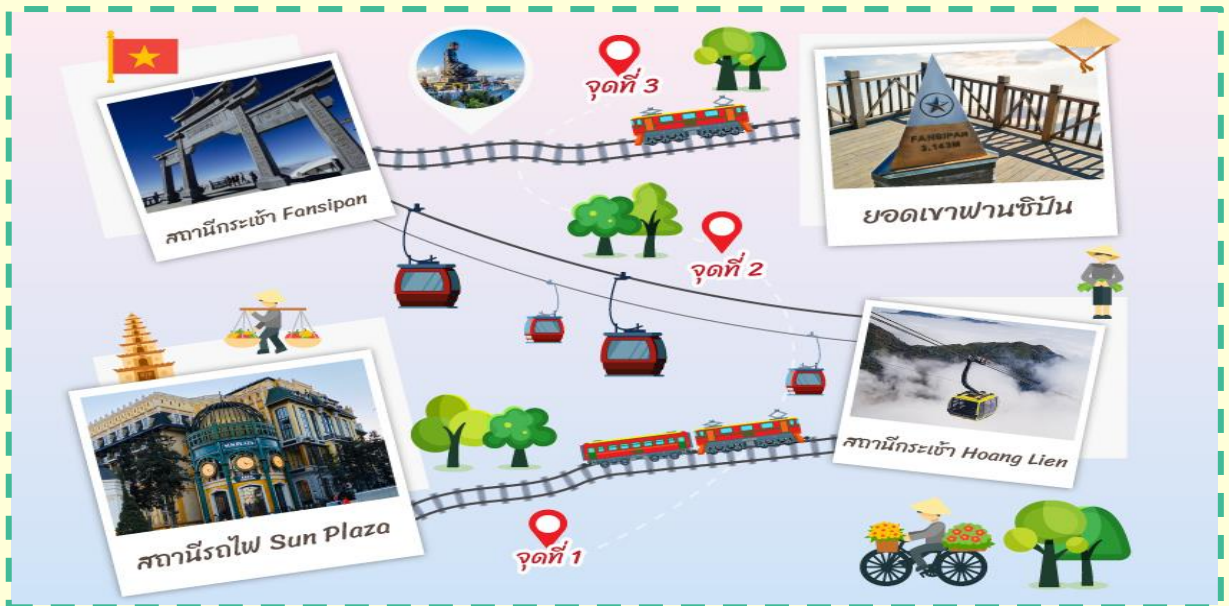 จุดที่ 3
FANSIPAN
3.143M
สถานีกระเช้า Fansipan
ยอดเขาฟานซิปัน
จุดที่ 2
SUN PLAZA
สถานีกระเช้า Hoang Lien
สถานีรถไฟ Sun Plaza
จุดที่ 1